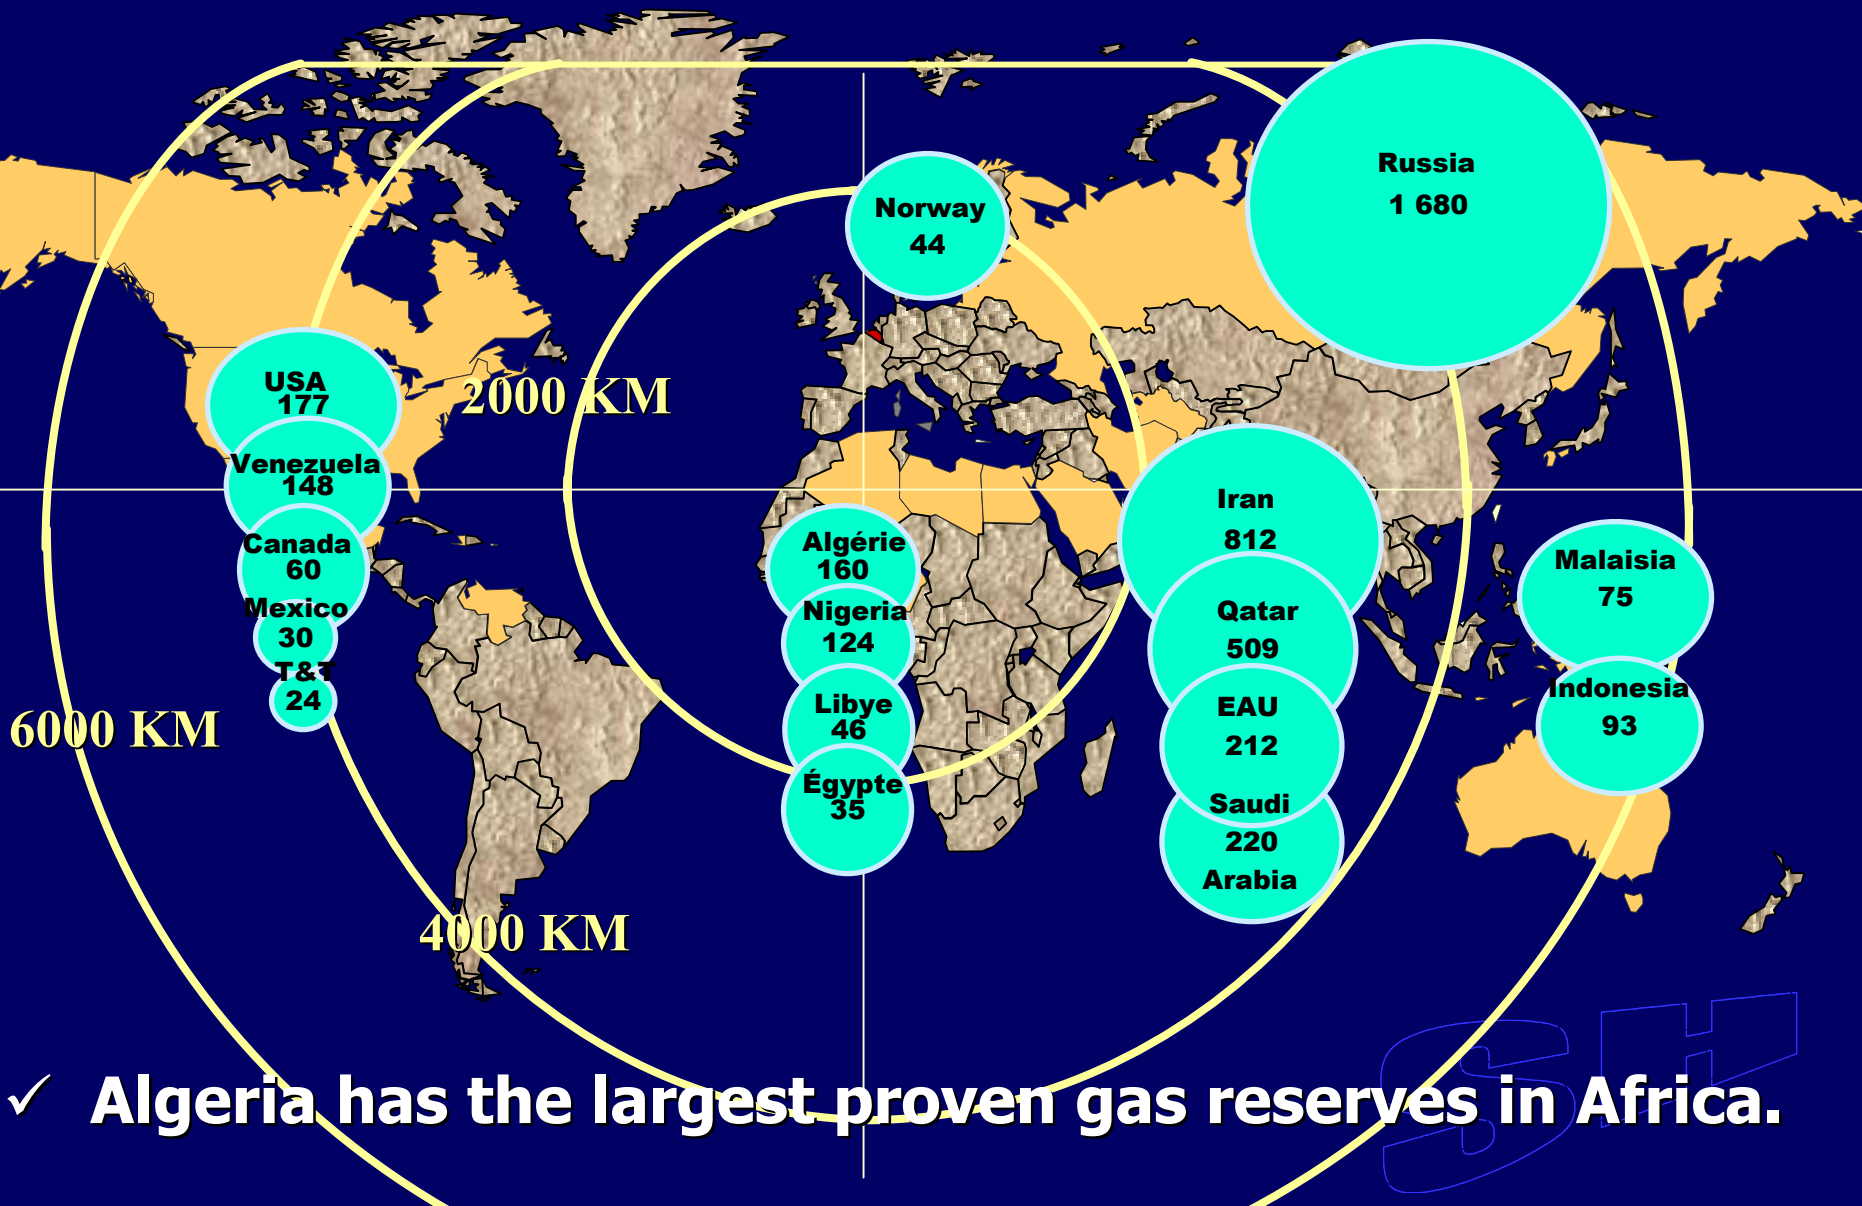 Russia
1 680
Norway
44
USA
177
2000 KM
Venezuela
148
Canada
60
Mexico
30
T&T
24
6000 KM
4000 KM
Algérie
160
Nigeria
124
Libye
46
Égypte
35
Iran
812
Qatar
509
EAU
212
Saudi
220
Arabia
Malaisia
75
Indonesia
93
SH
✓ Algeria has the largest proven gas reserves in Africa.